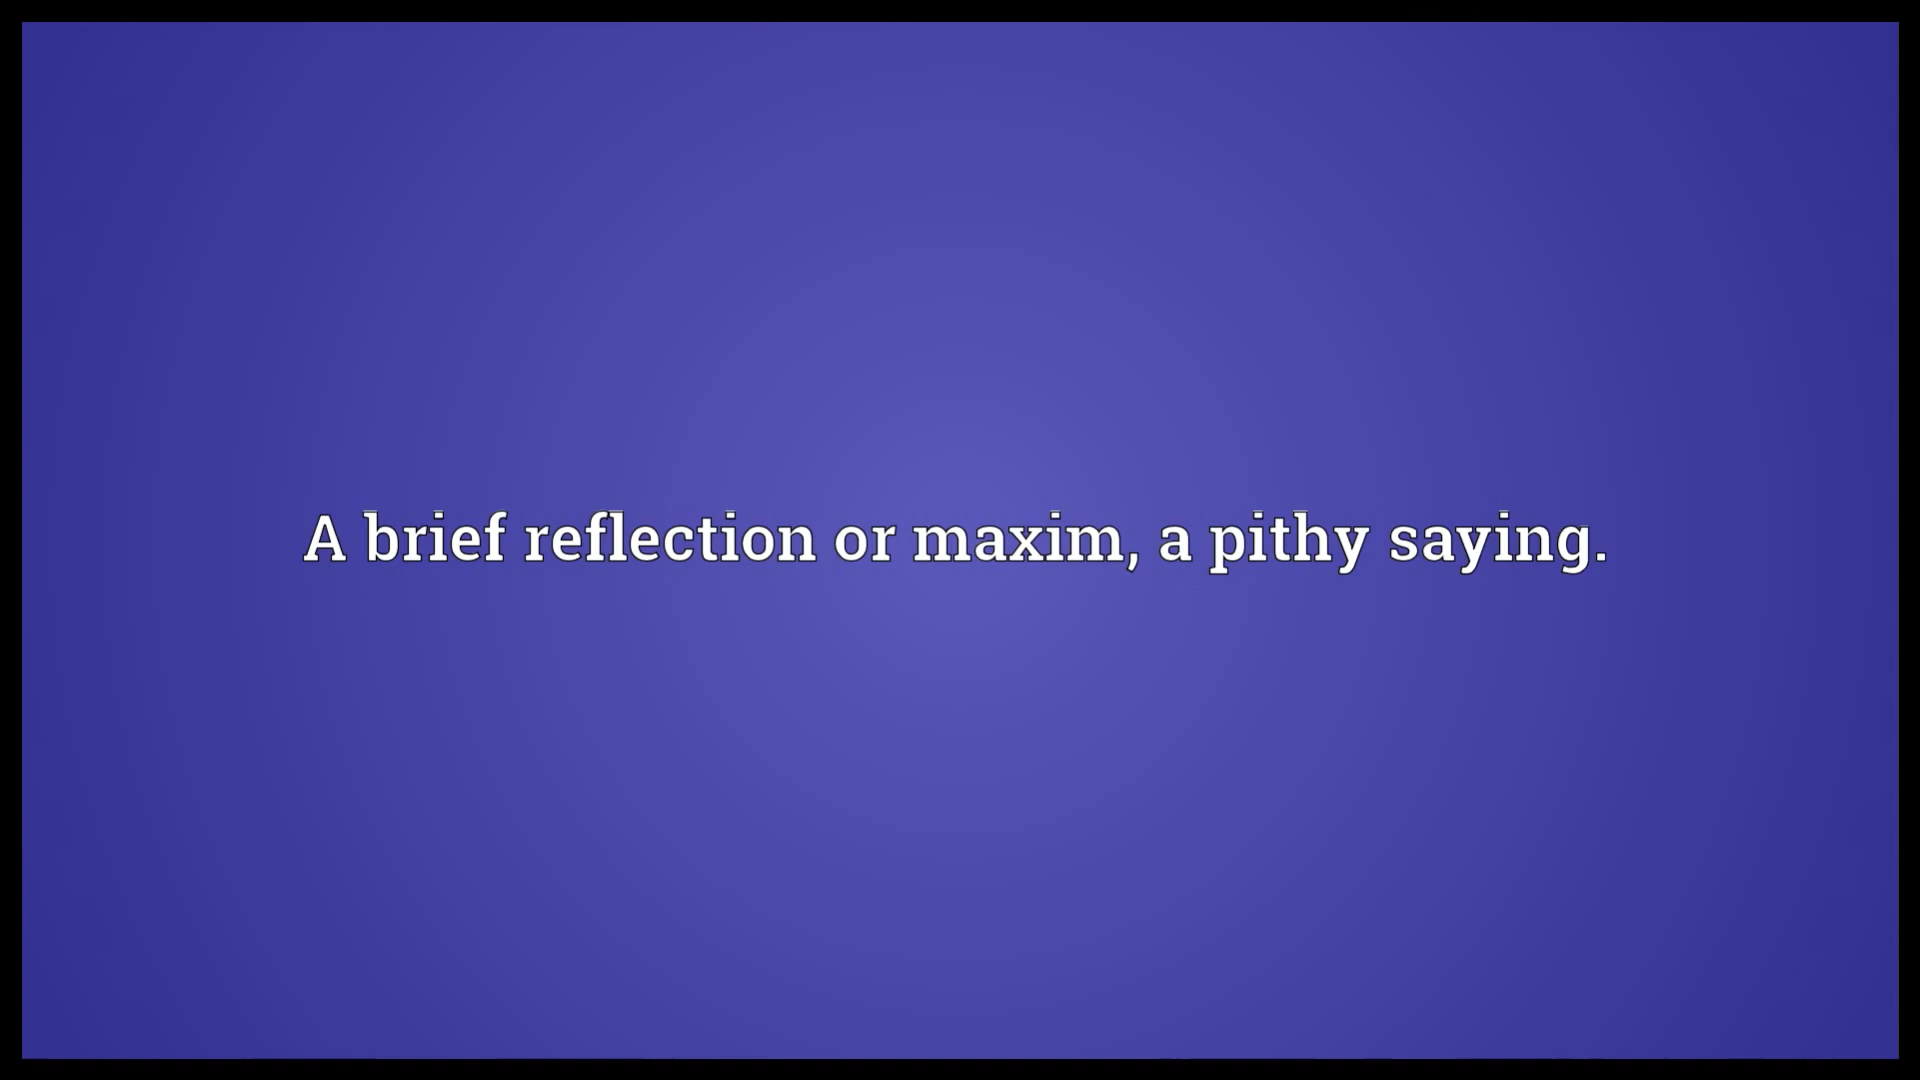 A brief reflection or maxim, a pithy saying.